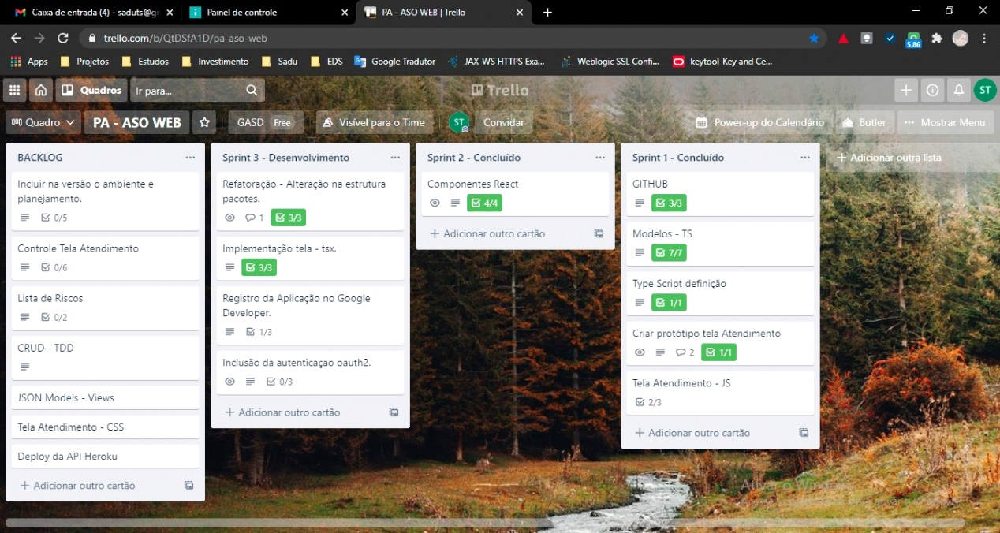 Caixa de entrada (4) - saduts@gr
Painel de controle
PA - ASO WEB | Trello
trello.com/b/QtDSfA1D/pa-aso-web
5,86
Apps
Projetos
Estudos
Investimento
Sadu
EDS
Google Tradutor
JAX-WS HTTPS Exa...
Weblogic SSL Confi...
keytool-Key and Ce...
Quadros
Ir para...
Trello
ST
Quadro
PA - ASO WEB
GASD Free
Visível para o Time
ST
Convidar
Power-up do Calendário
Butler
Mostrar Menu
BACKLOG
Incluir na versão o ambiente e
planejamento.
0/5
Controle Tela Atendimento
0/6
Lista de Riscos
0/2
CRUD - TDD
JSON Models - Views
Tela Atendimento - CSS
Deploy da API Heroku
Adicionar outro cartão
Sprint 3 - Desenvolvimento
Refatoração - Alteração na estrutura
pacotes.
1 3/3
Implementação tela - tsx.
3/3
Registro da Aplicação no Google
Developer.
1/3
Inclusão da autenticaçao oauth2.
0/3
Adicionar outro cartão
Sprint 2 - Concluído
Componentes React
4/4
Adicionar outro cartão
Sprint 1 - Concluído
GITHUB
3/3
Modelos - TS
7/7
Type Script definição
1/1
Criar protótipo tela Atendimento
2 1/1
Tela Atendimento - JS
2/3
Adicionar outro cartão
Adicionar outra lista